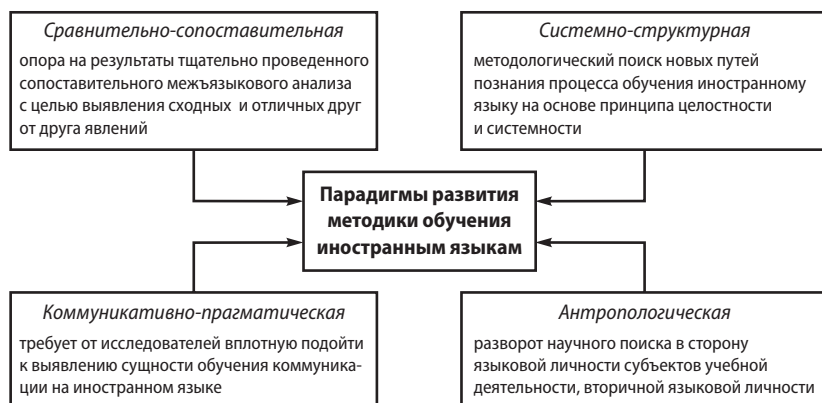 Сравнительно-сопоставительная
опора на результаты тщательно проведенного
сопоставительного межъязыкового анализа
с целью выявления сходных и отличных друг
от друга явлений
Системно-структурная
методологический поиск новых путей
познания процесса обучения иностранному
языку на основе принципа целостности
и системности
Парадигмы развития
методики обучения
иностранным языкам
Коммуникативно-прагматическая
требует от исследователей вплотную подойти
к выявлению сущности обучения коммуника-
ции на иностранном языке
Антропологическая
разворот научного поиска в сторону
языковой личности субъектов учебной
деятельности, вторичной языковой личности